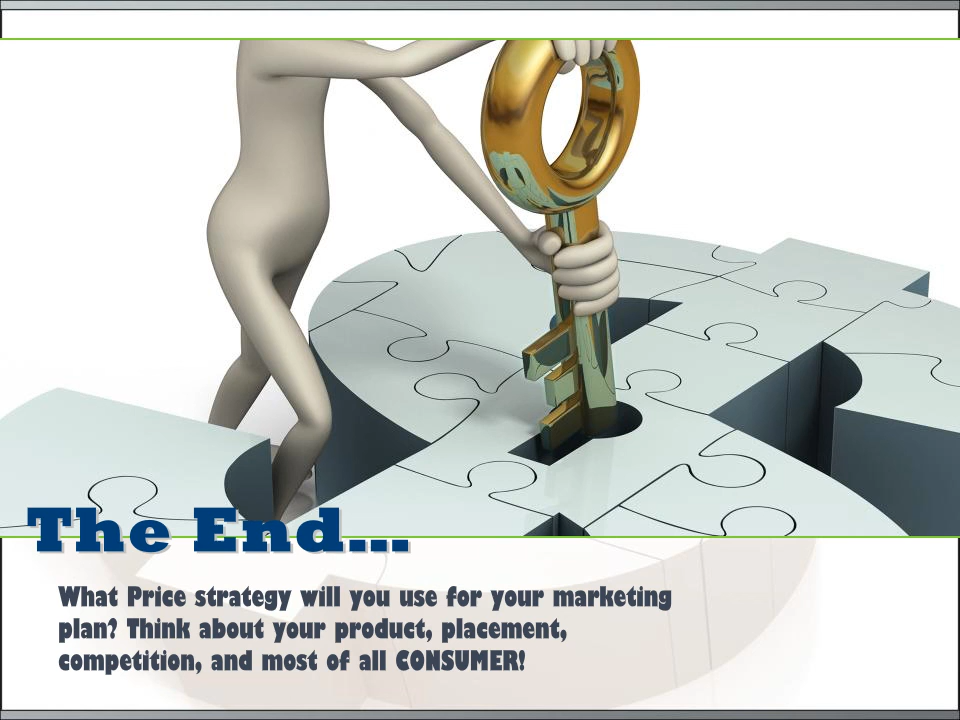 The End...
What Price strategy will you use for your marketing
plan? Think about your product, placement,
competition, and most of all CONSUMER!